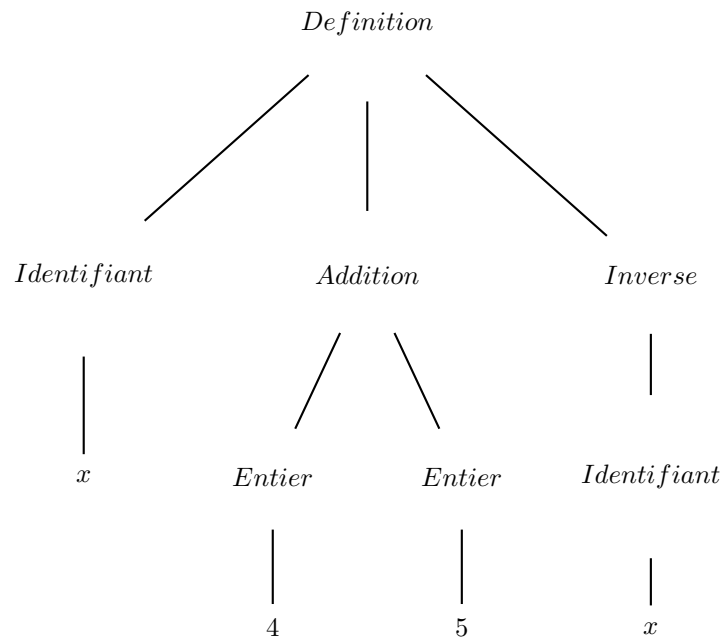 Definition
Identifiant Addition Inverse
x Entier Entier Identifiant
4 5 x